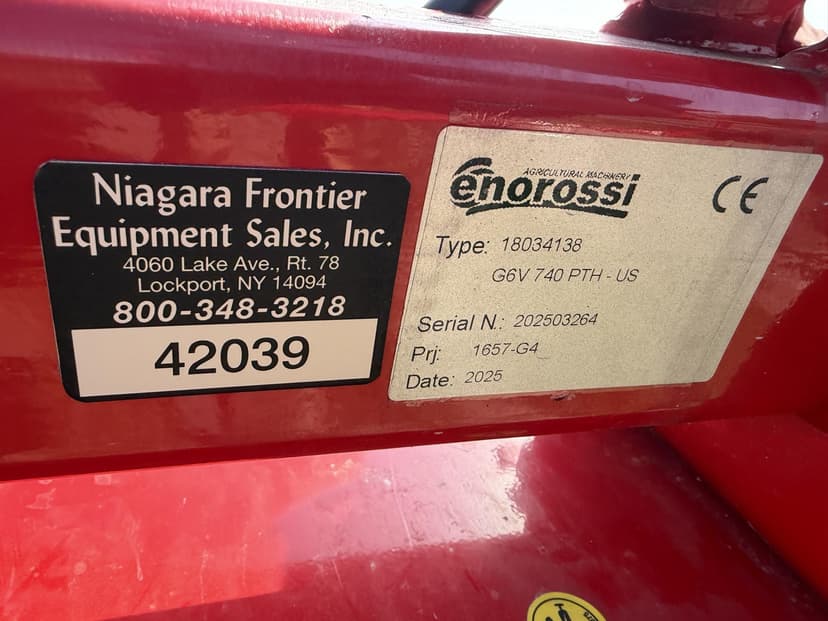 Niagara Frontier
Equipment Sales, Inc.
4060 Lake Ave., Rt. 78
Lockport, NY 14094
800-348-3218
42039
AGRICULTURAL MACHINERY
enorossi
CE
Type: 18034138
G6V 740 PTH - US
Serial N.: 202503264
Prj: 1657-G4
Date: 2025